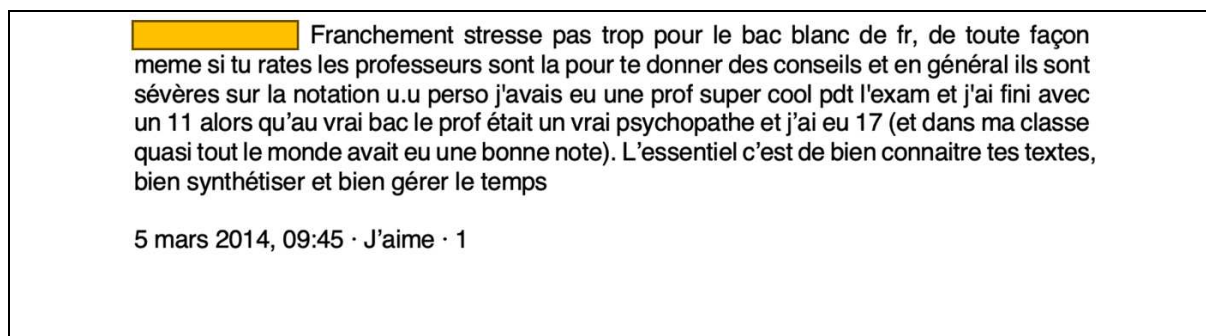 Franchement stresse pas trop pour le bac blanc de fr, de toute façon
meme si tu rates les professeurs sont la pour te donner des conseils et en général ils sont
sévères sur la notation u.u perso j'avais eu une prof super cool pdt l'exam et j'ai fini avec
un 11 alors qu’au vrai bac le prof était un vrai psychopathe et j’ai eu 17 (et dans ma classe
quasi tout le monde avait eu une bonne note). L’essentiel c’est de bien connaitre tes textes,
bien synthétiser et bien gérer le temps
5 mars 2014, 09:45 · J’aime · 1